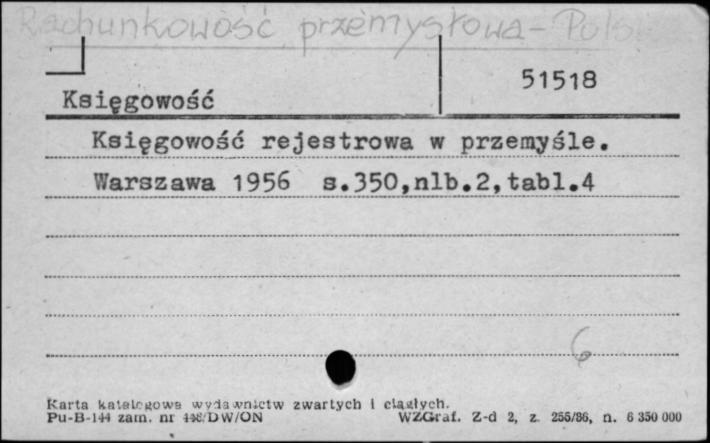 Rachunkowość przemysłowa - Polska
51518
Księgowość
Księgowość rejestrowa w przemyśle.
Warszawa 1956 s.350,nlb.2,tabl.4
6
Karta katalogowa wydawnictw zwartych i ciągłych.
Pu-B-144 zam. nr 448/DW/ON WZGraf. Z-d 2, z. 255/86, n. 6 350 000